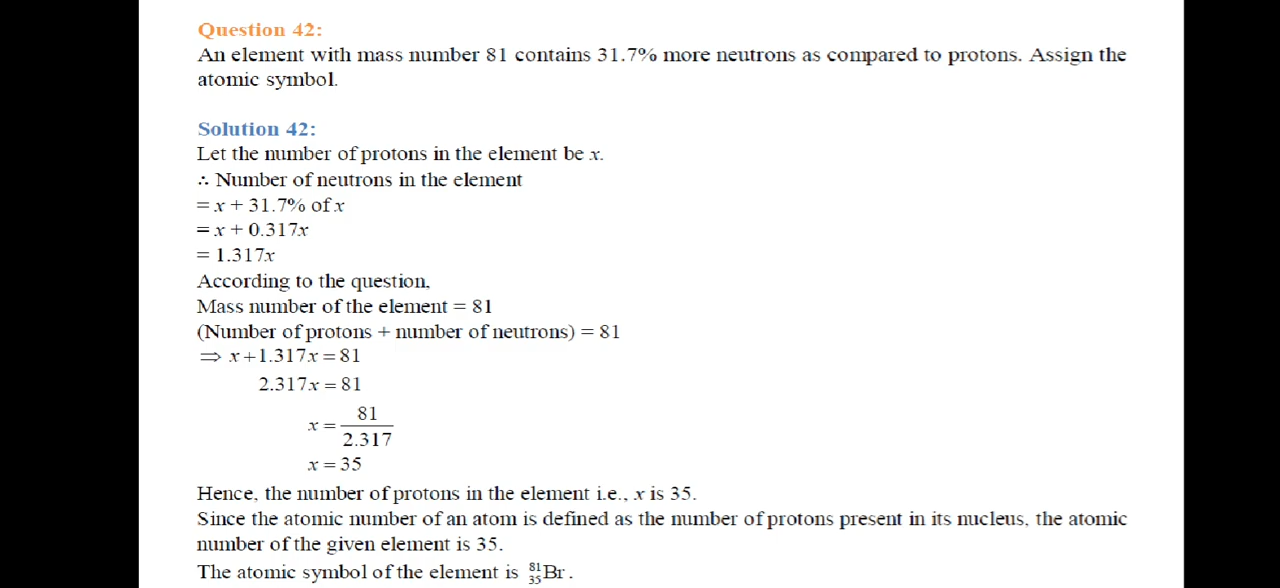 Question 42:
An element with mass number 81 contains 31.7% more neutrons as compared to protons. Assign the
atomic symbol.
Solution 42:
Let the number of protons in the element be x.
∴ Number of neutrons in the element
= x + 31.7% of x
= x + 0.317x
= 1.317x
According to the question,
Mass number of the element = 81
(Number of protons + number of neutrons) = 81
⇒ x+1.317x = 81
2.317x = 81
x = 81/2.317
x = 35
Hence, the number of protons in the element i.e., x is 35.
Since the atomic number of an atom is defined as the number of protons present in its nucleus, the atomic
number of the given element is 35.
The atomic symbol of the element is ⁸¹₃₅Br.